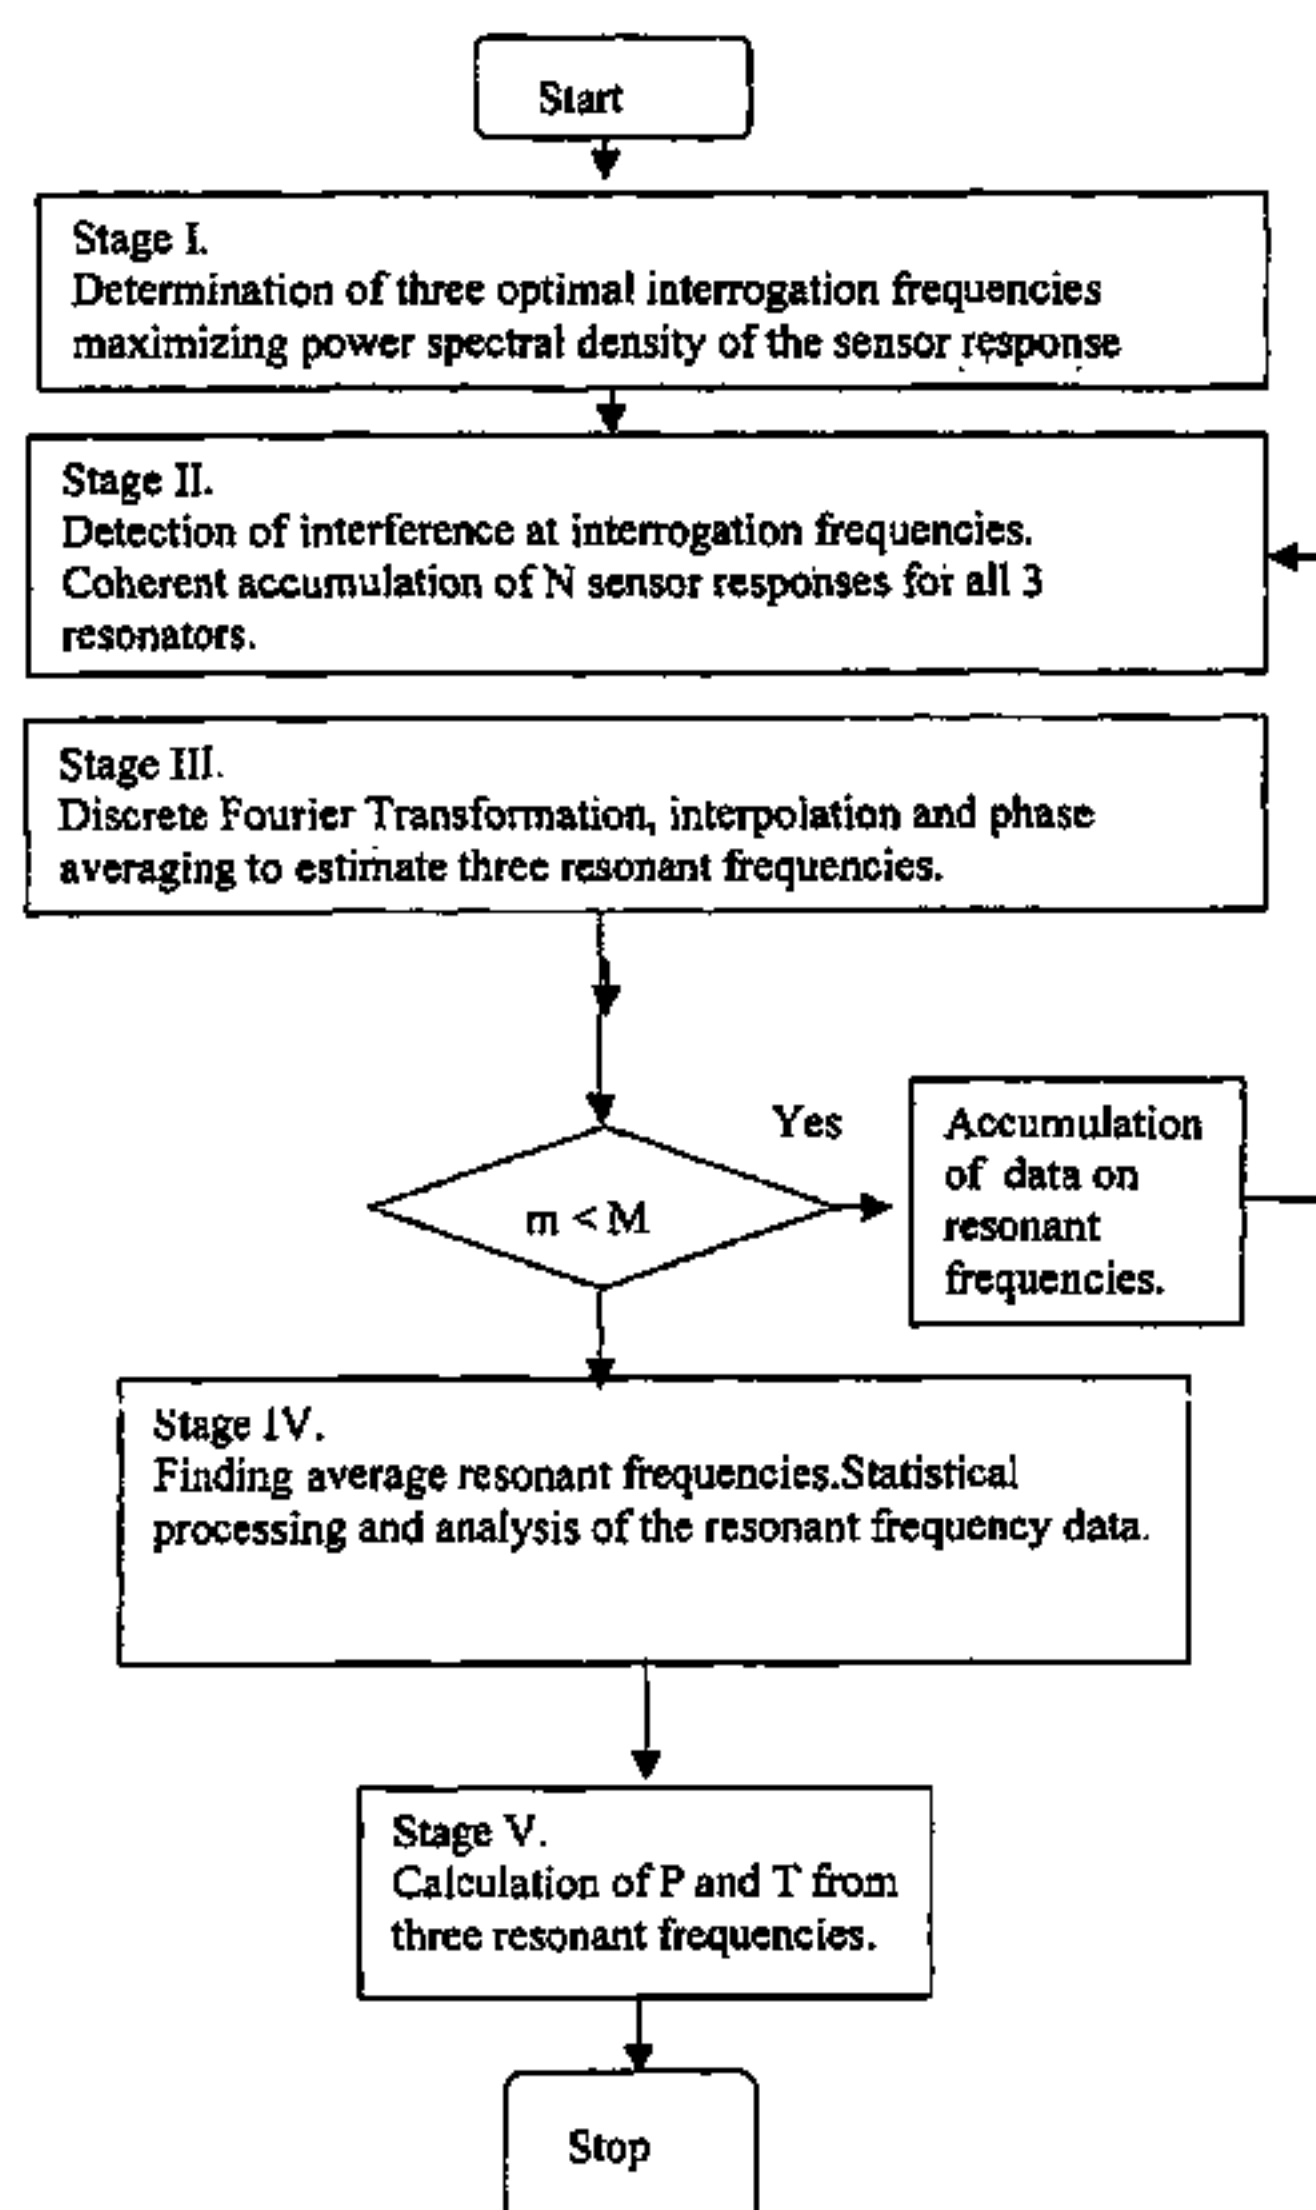 Start
Stage I.
Determination of three optimal interrogation frequencies
maximizing power spectral density of the sensor response
Stage II.
Detection of interference at interrogation frequencies.
Coherent accumulation of N sensor responses for all 3
resonators.
Stage III.
Discrete Fourier Transformation, interpolation and phase
averaging to estimate three resonant frequencies.
Yes
m < M
Accumulation
of data on
resonant
frequencies.
Stage IV.
Finding average resonant frequencies.Statistical
processing and analysis of the resonant frequency data.
Stage V.
Calculation of P and T from
three resonant frequencies.
Stop